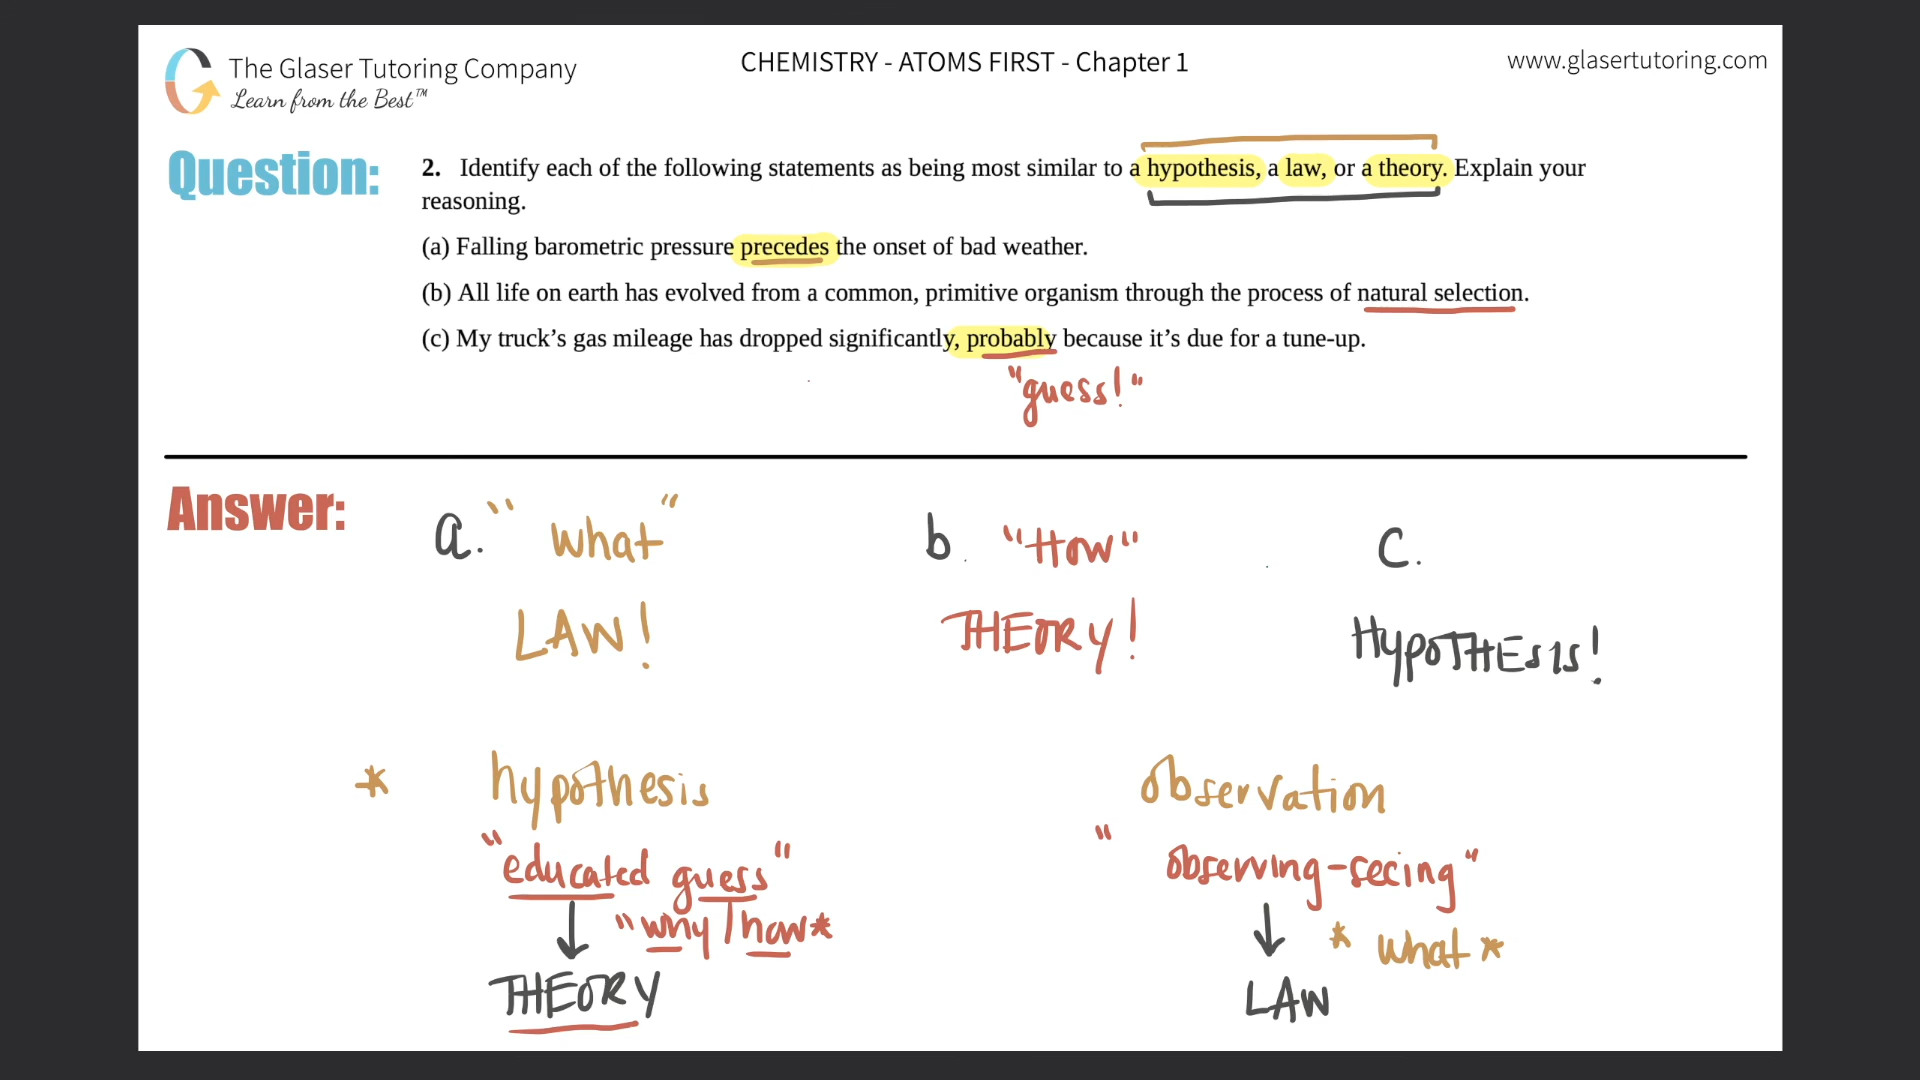 The Glaser Tutoring Company
Learn from the Best™
CHEMISTRY - ATOMS FIRST - Chapter 1
www.glasertutoring.com
Question:
2. Identify each of the following statements as being most similar to a hypothesis, a law, or a theory. Explain your
reasoning.
(a) Falling barometric pressure precedes the onset of bad weather.
(b) All life on earth has evolved from a common, primitive organism through the process of natural selection.
(c) My truck's gas mileage has dropped significantly, probably because it's due for a tune-up.
"guess!"
Answer:
a. "what"
LAW!
b. "How"
THEORY!
c.
HYPOTHESIS!
* hypothesis
"educated guess"
"why/how*
THEORY
observation
"observing-seeing"
* what *
LAW